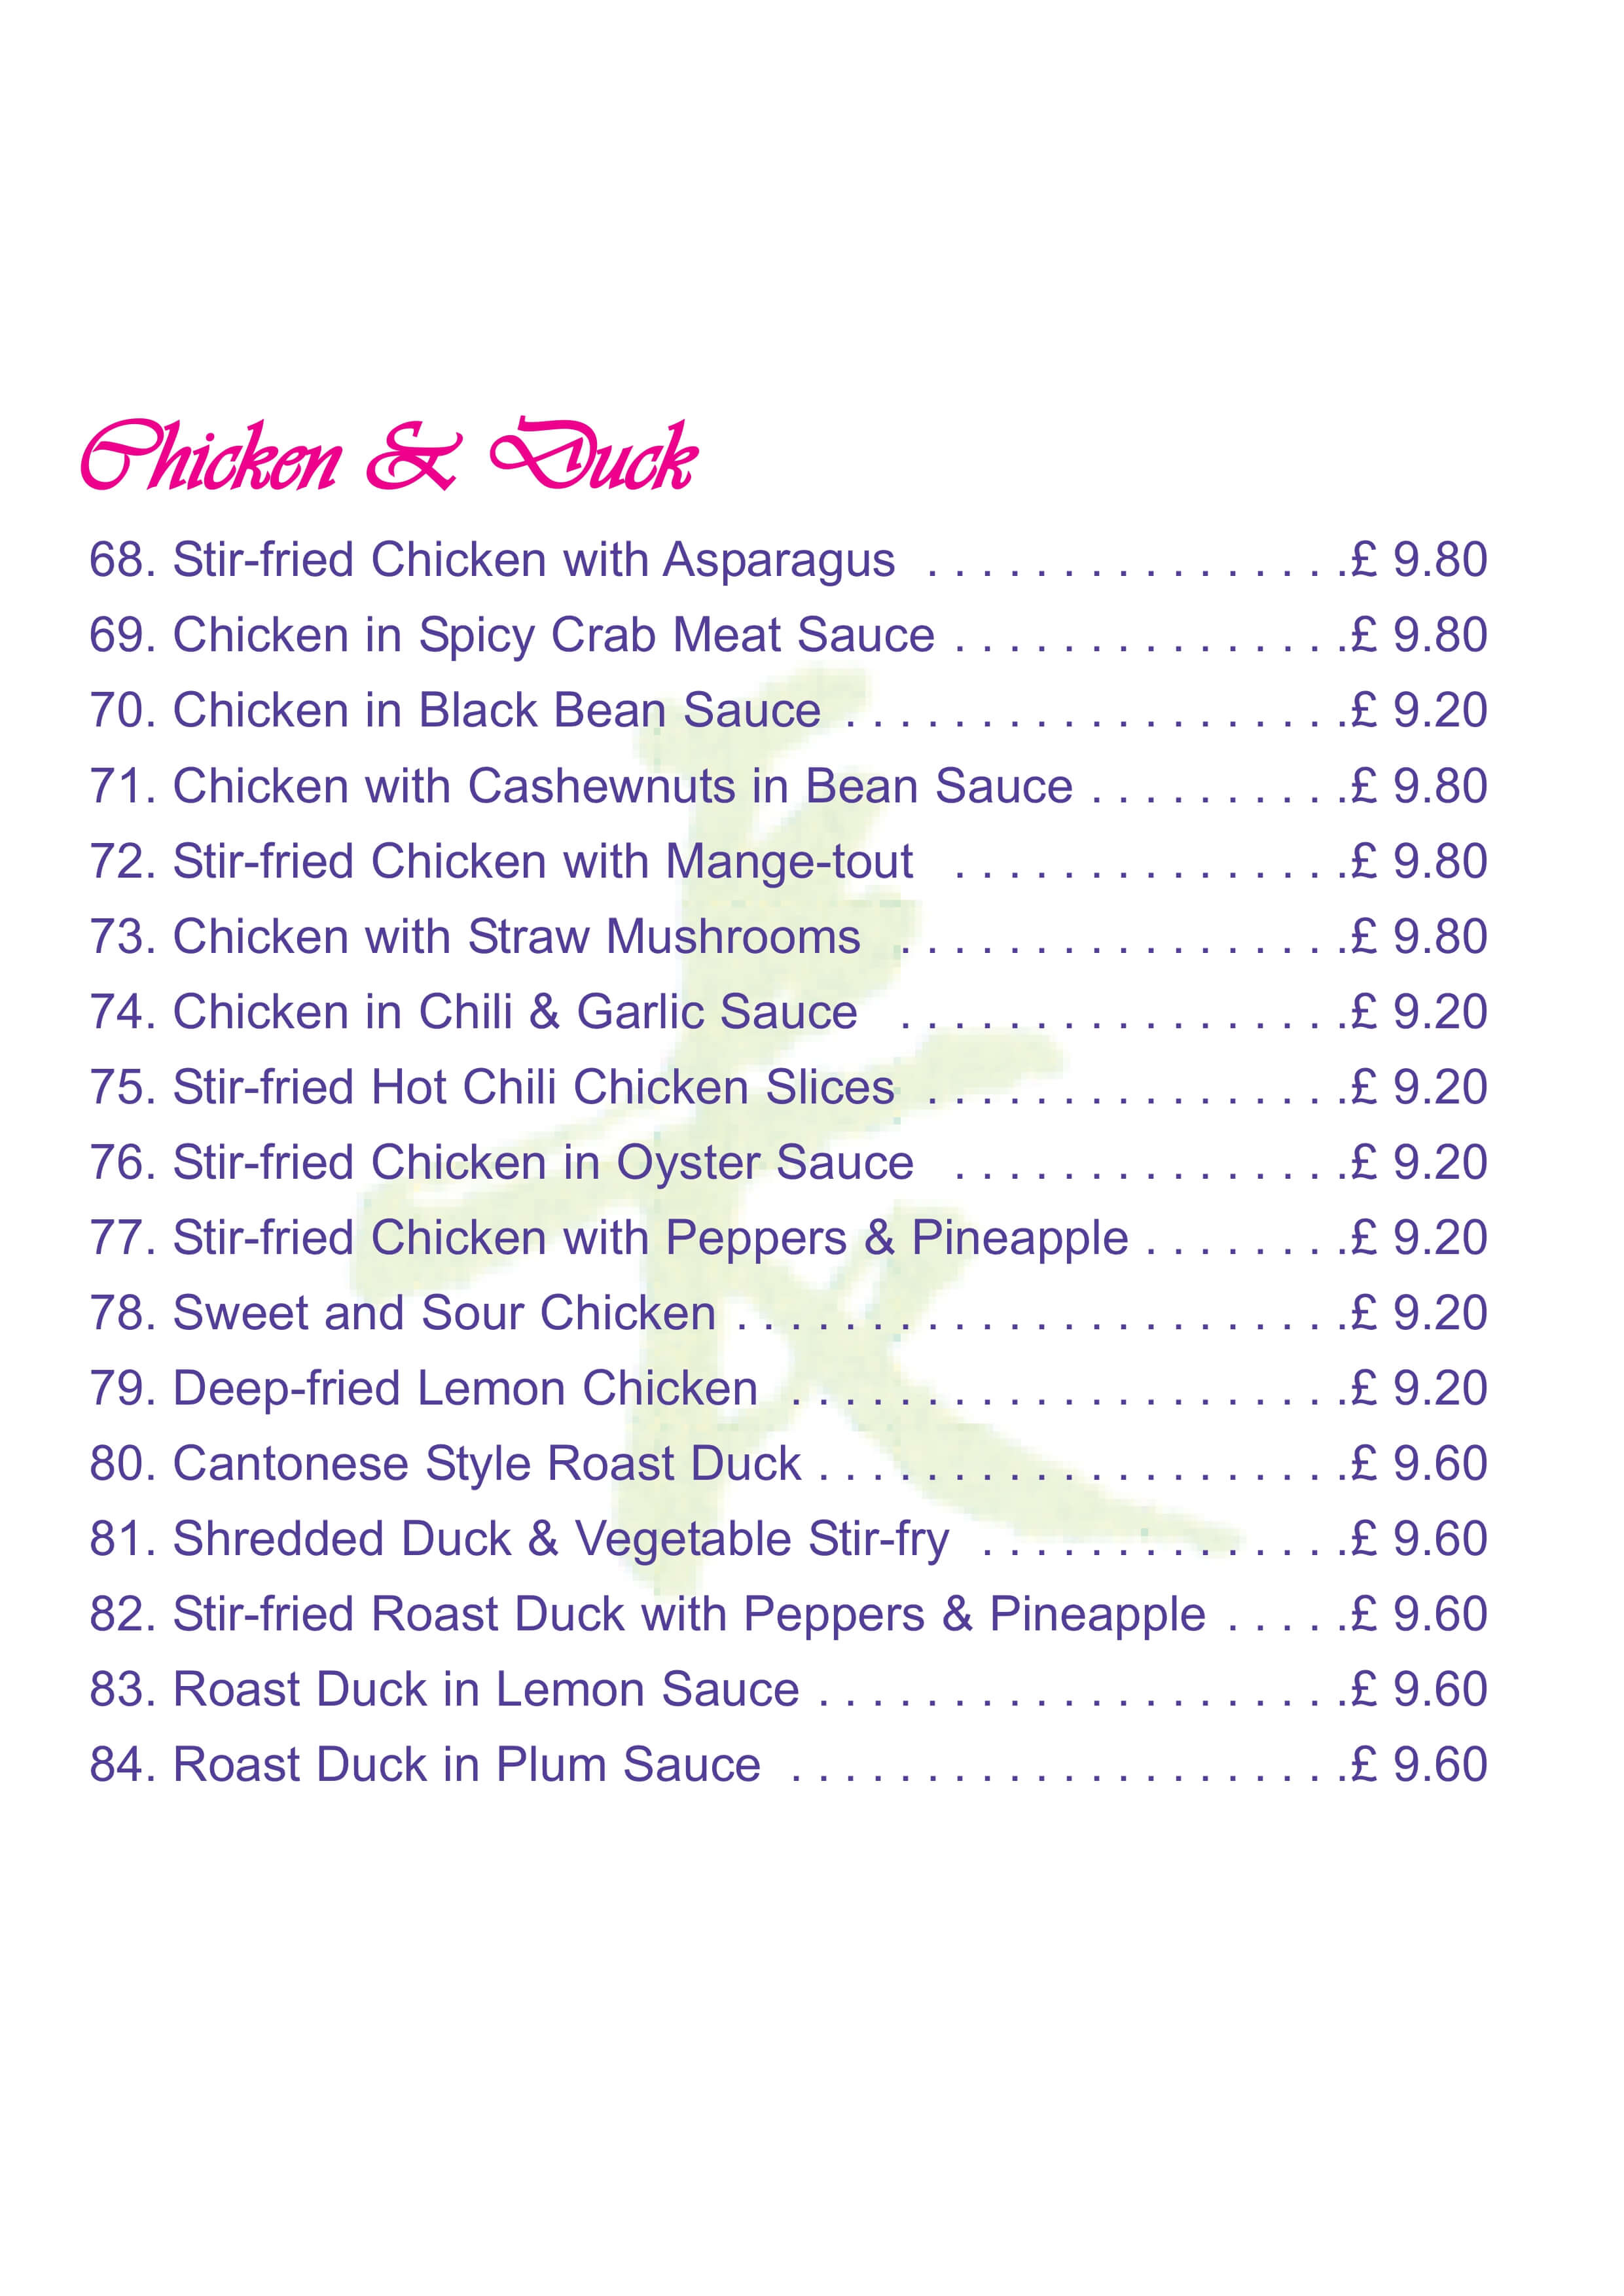 Chicken & Duck
68. Stir-fried Chicken with Asparagus . . . . . . . . . . . . . . . .£ 9.80
69. Chicken in Spicy Crab Meat Sauce . . . . . . . . . . . . . . .£ 9.80
70. Chicken in Black Bean Sauce . . . . . . . . . . . . . . . . . . .£ 9.20
71. Chicken with Cashewnuts in Bean Sauce . . . . . . . . . .£ 9.80
72. Stir-fried Chicken with Mange-tout . . . . . . . . . . . . . . .£ 9.80
73. Chicken with Straw Mushrooms . . . . . . . . . . . . . . . . .£ 9.80
74. Chicken in Chili & Garlic Sauce . . . . . . . . . . . . . . . . .£ 9.20
75. Stir-fried Hot Chili Chicken Slices . . . . . . . . . . . . . . . .£ 9.20
76. Stir-fried Chicken in Oyster Sauce . . . . . . . . . . . . . . .£ 9.20
77. Stir-fried Chicken with Peppers & Pineapple . . . . . . . .£ 9.20
78. Sweet and Sour Chicken . . . . . . . . . . . . . . . . . . . . . . .£ 9.20
79. Deep-fried Lemon Chicken . . . . . . . . . . . . . . . . . . . . .£ 9.20
80. Cantonese Style Roast Duck . . . . . . . . . . . . . . . . . . . .£ 9.60
81. Shredded Duck & Vegetable Stir-fry . . . . . . . . . . . . . .£ 9.60
82. Stir-fried Roast Duck with Peppers & Pineapple . . . . .£ 9.60
83. Roast Duck in Lemon Sauce . . . . . . . . . . . . . . . . . . . .£ 9.60
84. Roast Duck in Plum Sauce . . . . . . . . . . . . . . . . . . . . .£ 9.60